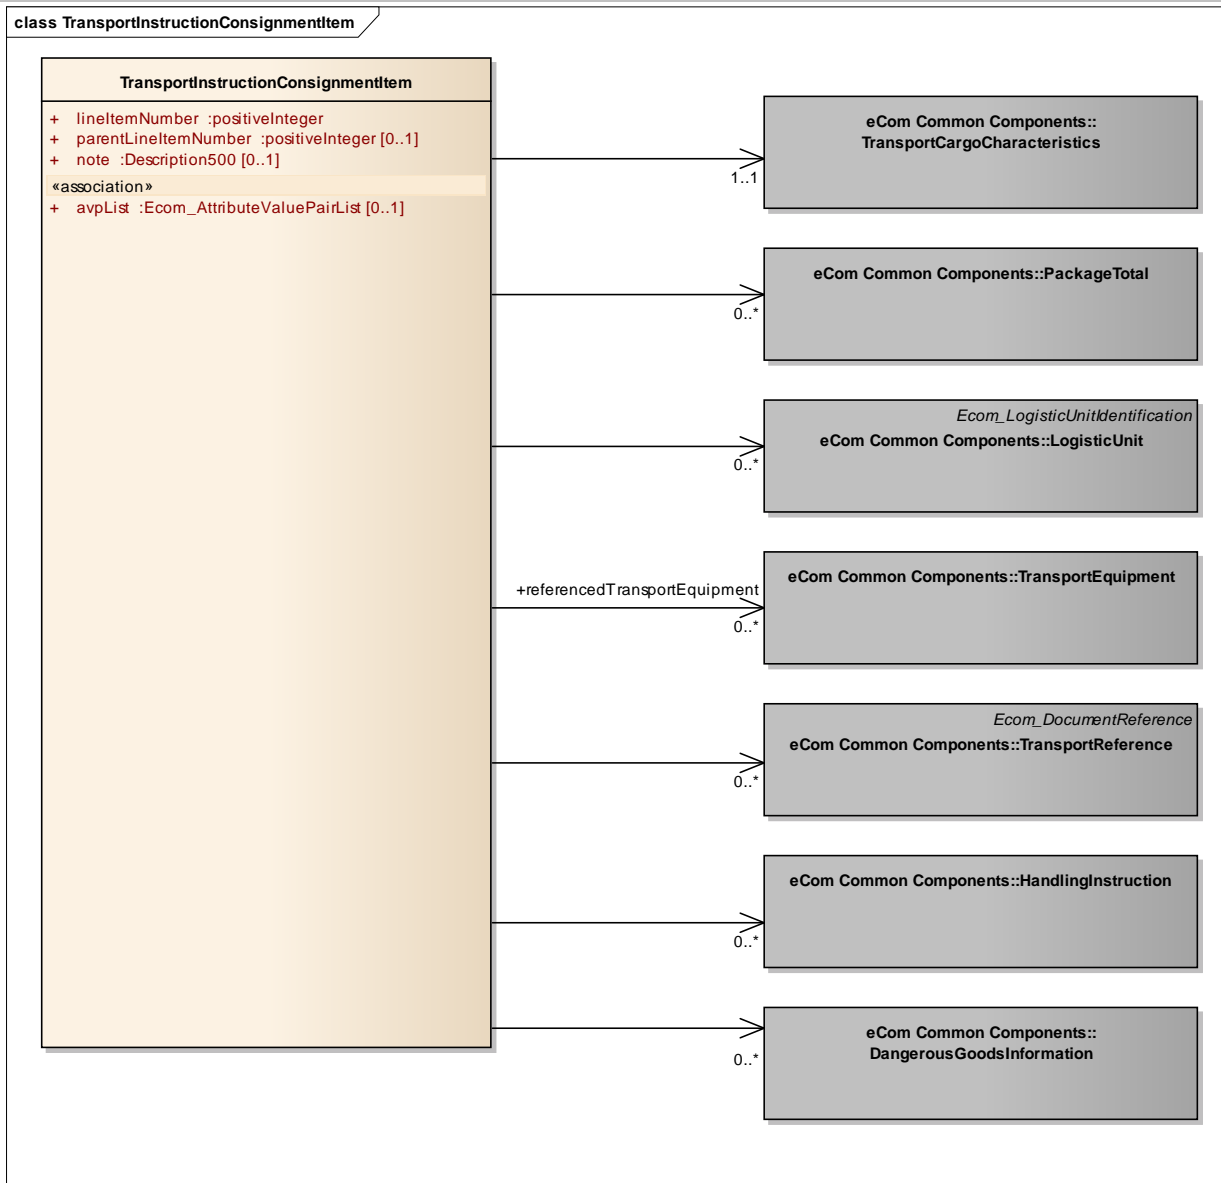 class TransportInstructionConsignmentItem
TransportInstructionConsignmentItem
+ lineItemNumber :positiveInteger
+ parentLineItemNumber :positiveInteger [0..1]
+ note :Description500 [0..1]
«association»
+ avpList :Ecom_AttributeValuePairList [0..1]
eCom Common Components::
TransportCargoCharacteristics
1..1
eCom Common Components::PackageTotal
0..*
Ecom_LogisticUnitIdentification
eCom Common Components::LogisticUnit
0..*
eCom Common Components::TransportEquipment
+referencedTransportEquipment
0..*
Ecom_DocumentReference
eCom Common Components::TransportReference
0..*
eCom Common Components::HandlingInstruction
0..*
eCom Common Components::
DangerousGoodsInformation
0..*